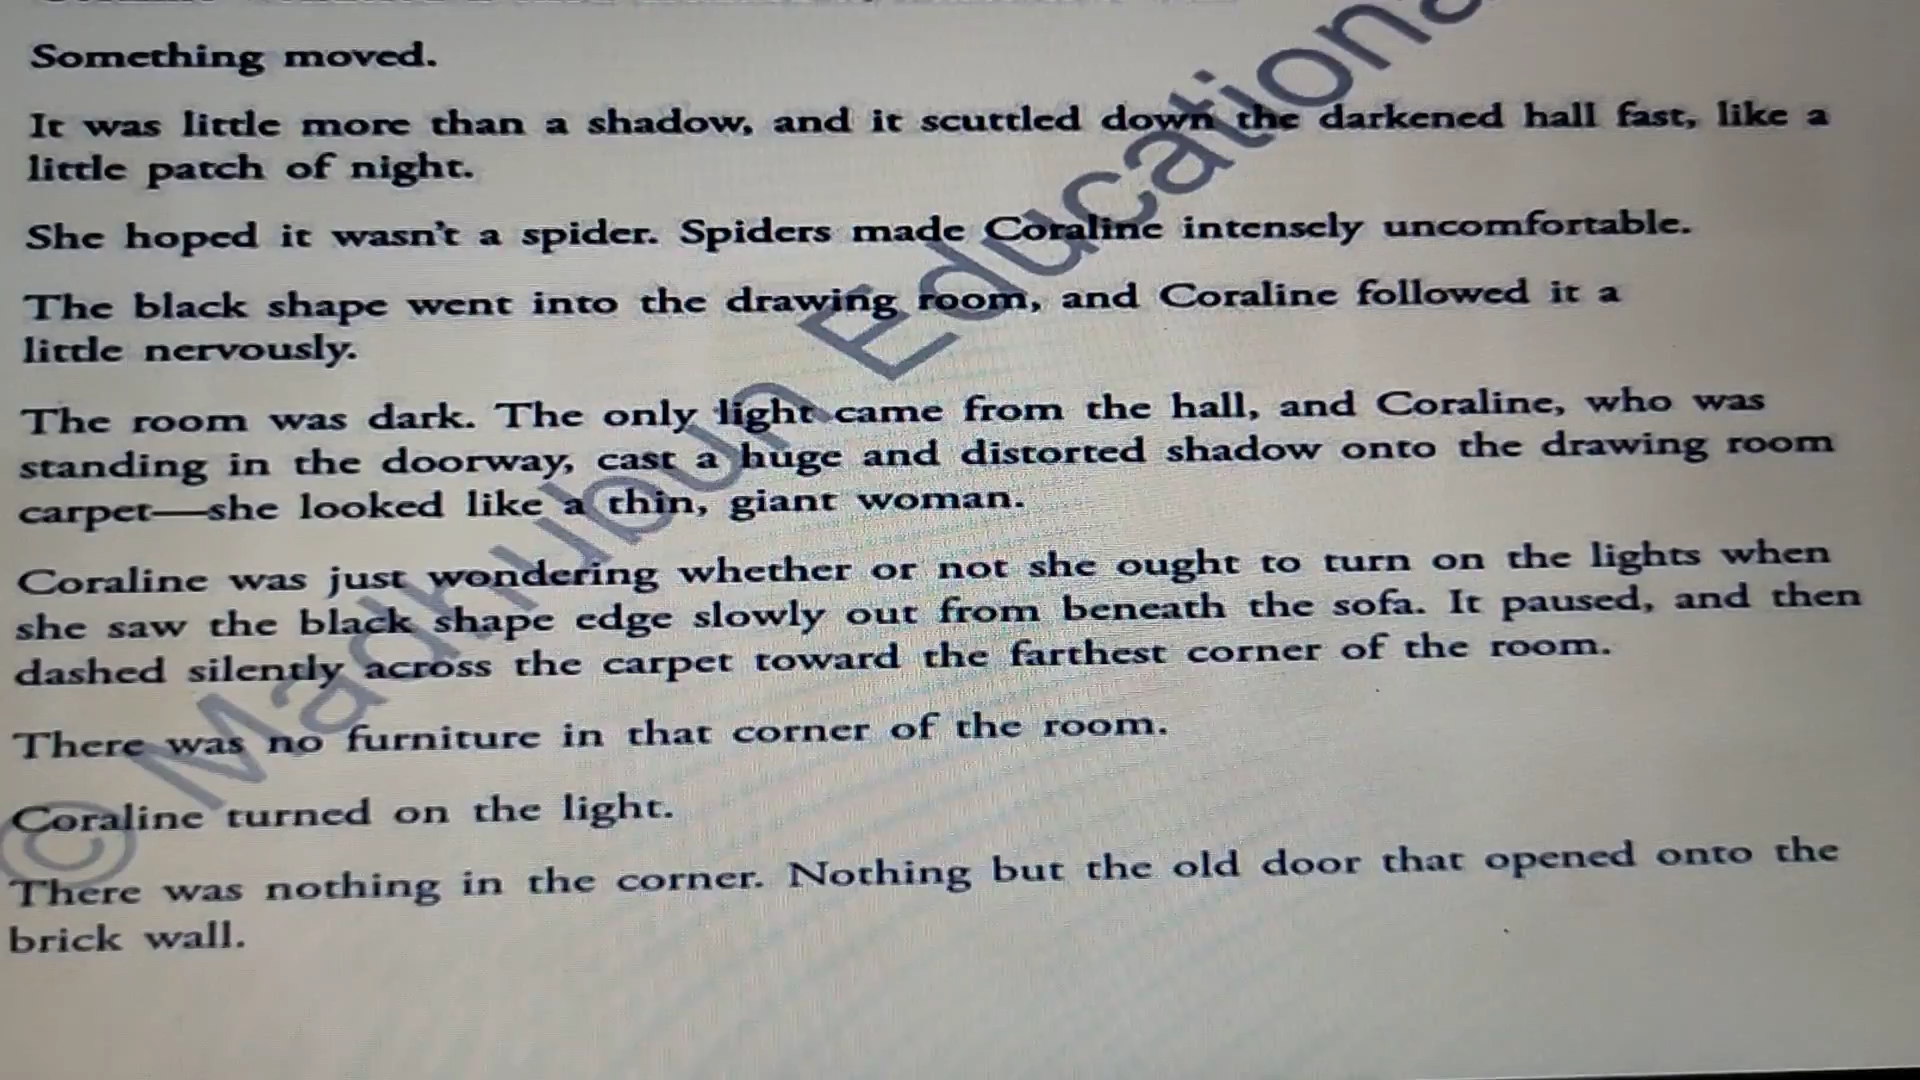 Something moved.
It was little more than a shadow, and it scuttled down the darkened hall fast, like a
little patch of night.
She hoped it wasn't a spider. Spiders made Coraline intensely uncomfortable.
The black shape went into the drawing room, and Coraline followed it a
little nervously.
The room was dark. The only light came from the hall, and Coraline, who was
standing in the doorway, cast a huge and distorted shadow onto the drawing room
carpet—she looked like a thin, giant woman.
Coraline was just wondering whether or not she ought to turn on the lights when
she saw the black shape edge slowly out from beneath the sofa. It paused, and then
dashed silently across the carpet toward the farthest corner of the room.
There was no furniture in that corner of the room.
Coraline turned on the light.
There was nothing in the corner. Nothing but the old door that opened onto the
brick wall.
© Madhubun Educational